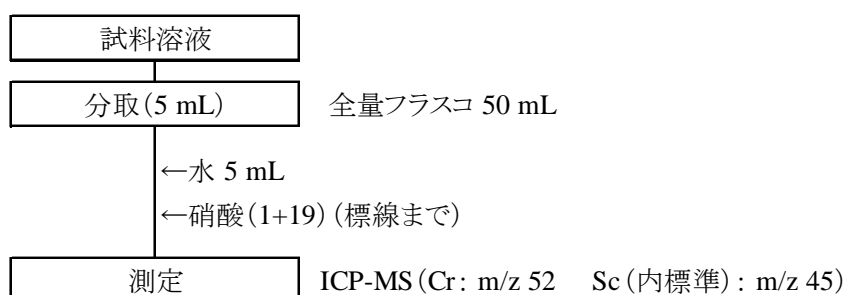 試料溶液
分取(5 mL) 全量フラスコ 50 mL
←水 5 mL
←硝酸(1+19)(標線まで)
測定 ICP-MS(Cr: m/z 52 Sc(内標準): m/z 45)